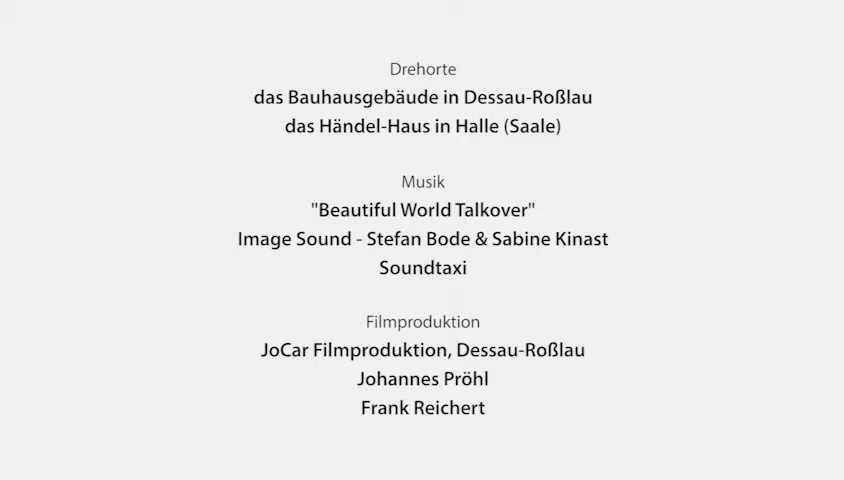 Drehorte
das Bauhausgebäude in Dessau-Roßlau
das Händel-Haus in Halle (Saale)
Musik
"Beautiful World Talkover"
Image Sound - Stefan Bode & Sabine Kinast
Soundtaxi
Filmproduktion
JoCar Filmproduktion, Dessau-Roßlau
Johannes Pröhl
Frank Reichert